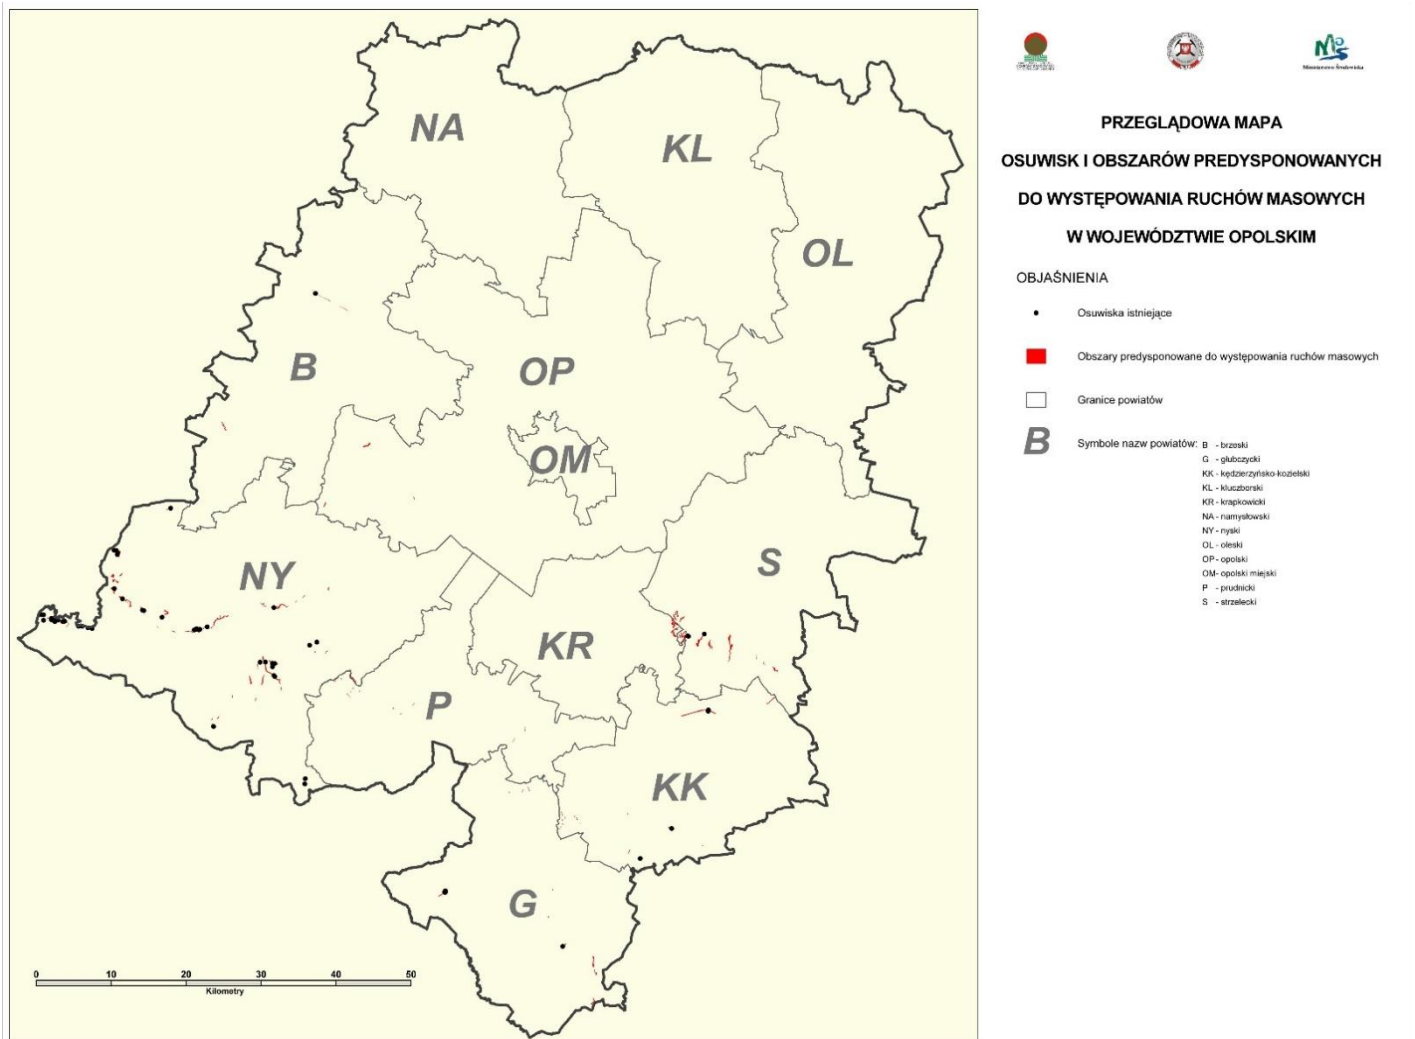 NA
KL
OL
B
OP
OM
NY
S
KR
P
KK
G
0 10 20 30 40 50
Kilometry
Ministerstwo Środowiska
PRZEGLĄDOWA MAPA
OSUWISK I OBSZARÓW PREDYSPONOWANYCH
DO WYSTĘPOWANIA RUCHÓW MASOWYCH
W WOJEWÓDZTWIE OPOLSKIM
OBJAŚNIENIA
Osuwiska istniejące
Obszary predysponowane do występowania ruchów masowych
Granice powiatów
B Symbole nazw powiatów:
B - brzeski
G - głubczycki
KK - kędzierzyńsko-kozielski
KL - kluczborski
KR - krapkowicki
NA - namysłowski
NY - nyski
OL - oleski
OP - opolski
OM- opolski miejski
P - prudnicki
S - strzelecki